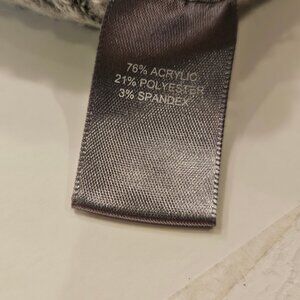 76% ACRYLIC
21% POLYESTER
3% SPANDEX